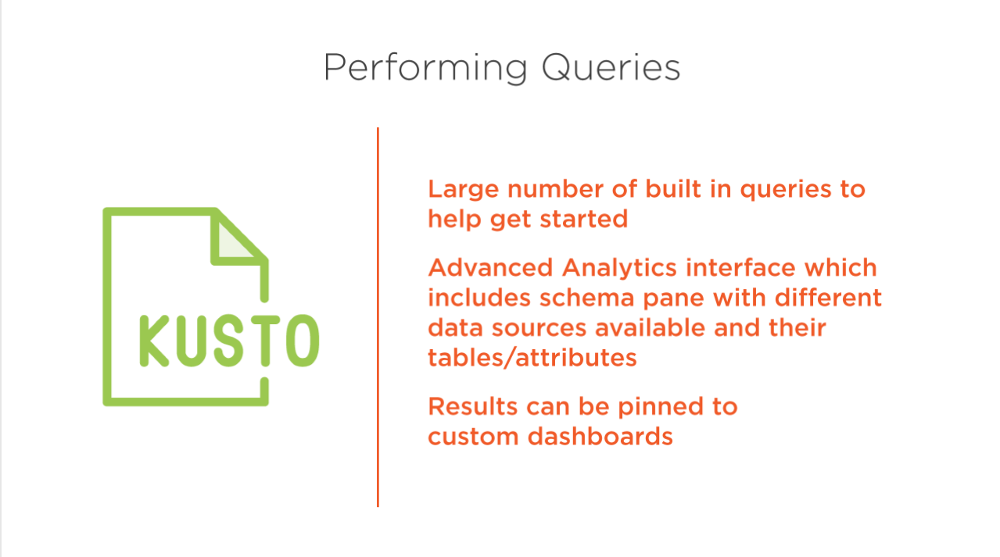 Performing Queries
KUSTO
Large number of built in queries to
help get started
Advanced Analytics interface which
includes schema pane with different
data sources available and their
tables/attributes
Results can be pinned to
custom dashboards